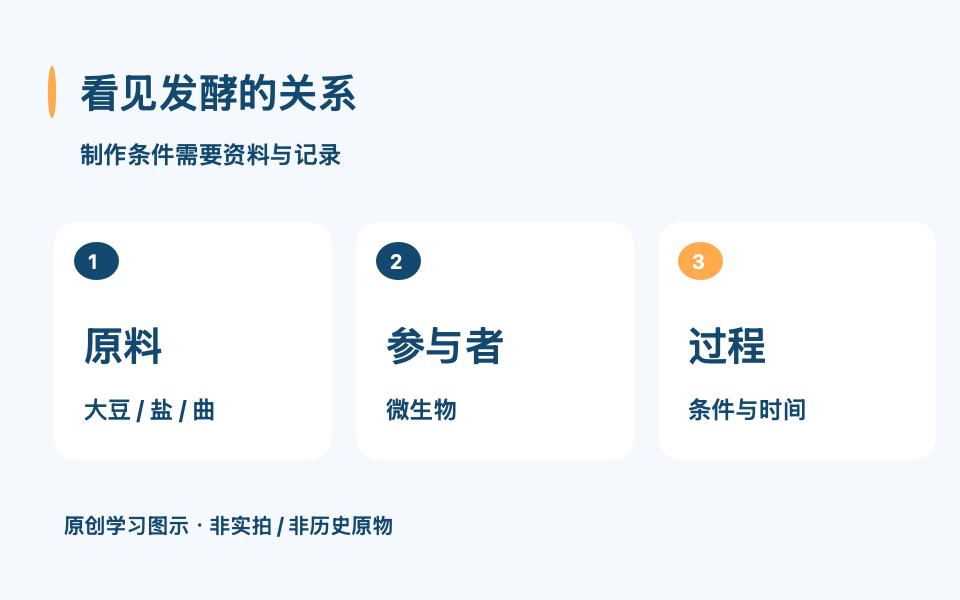 看见发酵的关系
制作条件需要资料与记录
1
原料
大豆 / 盐 / 曲
2
参与者
微生物
3
过程
条件与时间
原创学习图示 · 非实拍 / 非历史原物